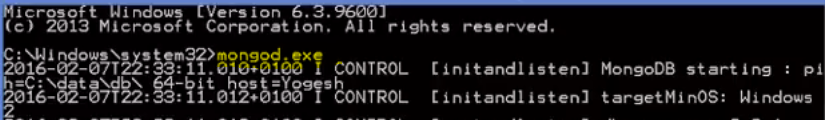 Microsoft Windows [Version 6.3.9600]
(c) 2013 Microsoft Corporation. All rights reserved.
C:\Windows\system32>mongod.exe
2016-02-07T22:33:11.010+0100 I CONTROL  [initandlisten] MongoDB starting : pi
h=C:\data\db\ 64-bit host=Yogesh
2016-02-07T22:33:11.012+0100 I CONTROL  [initandlisten] targetMinOS: Windows
2